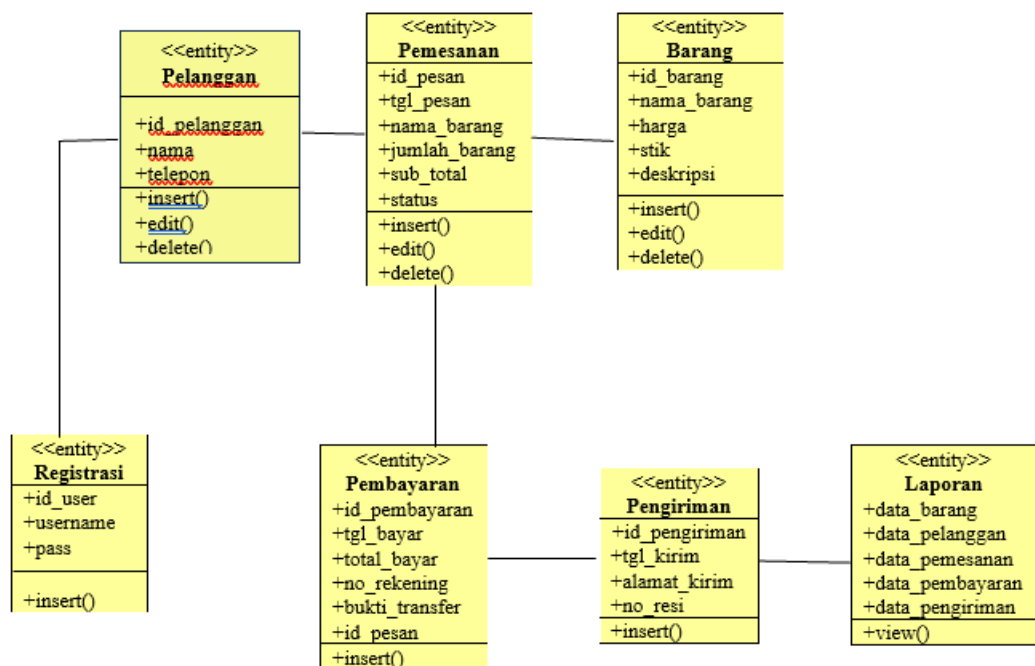 <<entity>>
Pelanggan
+id_pelanggan
+nama
+telepon
+insert()
+edit()
+delete()
<<entity>>
Pemesanan
+id_pesan
+tgl_pesan
+nama_barang
+jumlah_barang
+sub_total
+status
+insert()
+edit()
+delete()
<<entity>>
Barang
+id_barang
+nama_barang
+harga
+stik
+deskripsi
+insert()
+edit()
+delete()
<<entity>>
Registrasi
+id_user
+username
+pass
+insert()
<<entity>>
Pembayaran
+id_pembayaran
+tgl_bayar
+total_bayar
+no_rekening
+bukti_transfer
+id_pesan
+insert()
<<entity>>
Pengiriman
+id_pengiriman
+tgl_kirim
+alamat_kirim
+no_resi
+insert()
<<entity>>
Laporan
+data_barang
+data_pelanggan
+data_pemesanan
+data_pembayaran
+data_pengiriman
+view()